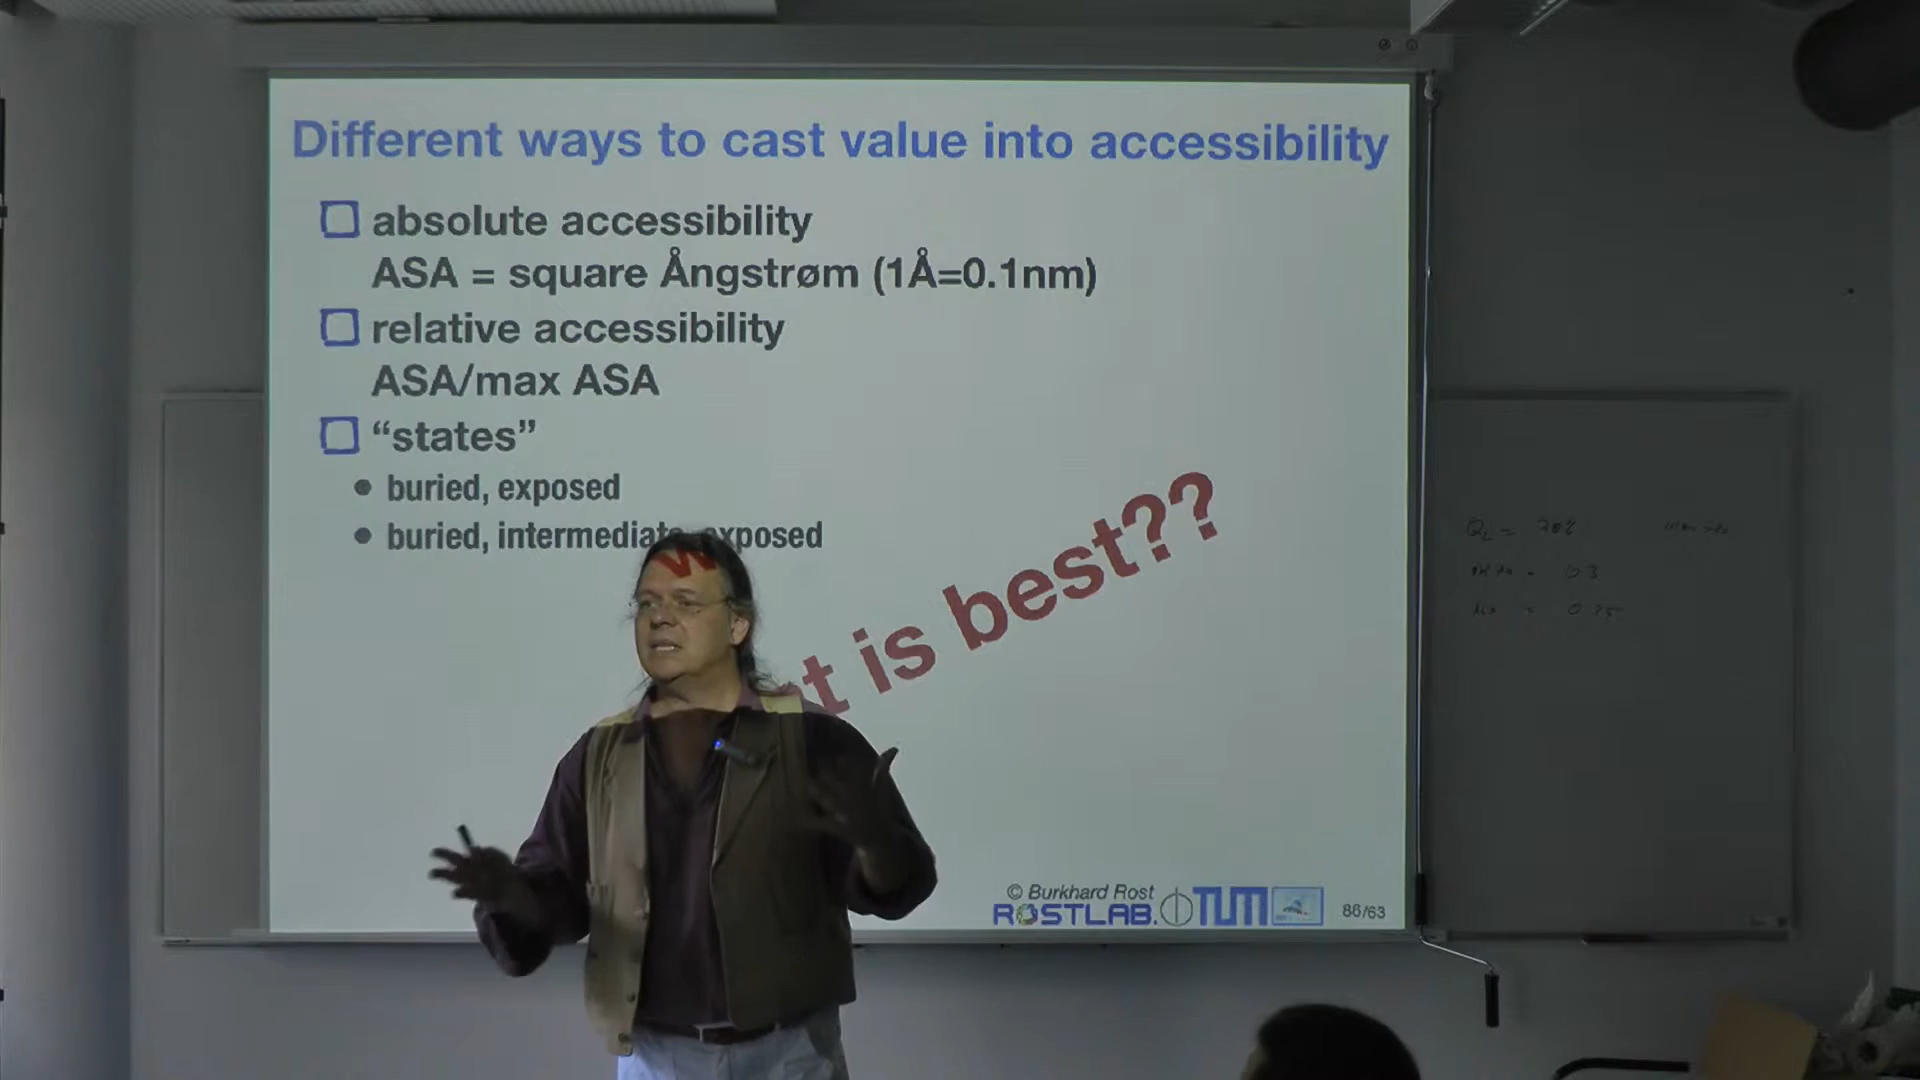 Different ways to cast value into accessibility
absolute accessibility
ASA = square Ångstrøm (1Å=0.1nm)
relative accessibility
ASA/max ASA
“states”
• buried, exposed
• buried, intermediate, exposed
is best??
© Burkhard Rost
ROSTLAB. TUM
86/63